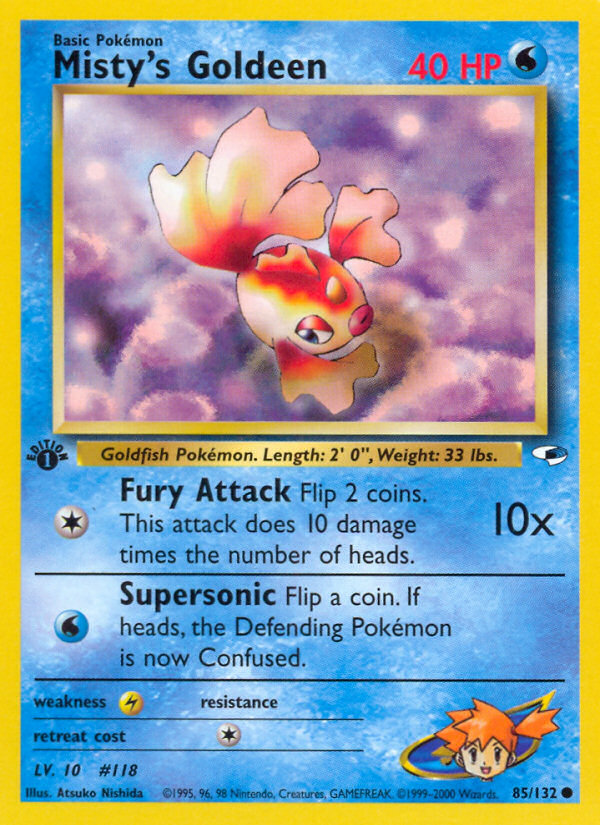 Basic Pokémon
Misty's Goldeen
40 HP
EDITION
1
Goldfish Pokémon. Length: 2' 0", Weight: 33 lbs.
Fury Attack Flip 2 coins.
This attack does 10 damage
times the number of heads.
10x
Supersonic Flip a coin. If
heads, the Defending Pokémon
is now Confused.
weakness
resistance
retreat cost
LV. 10 #118
Illus. Atsuko Nishida
©1995, 96, 98 Nintendo, Creatures, GAMEFREAK. ©1999-2000 Wizards.
85/132